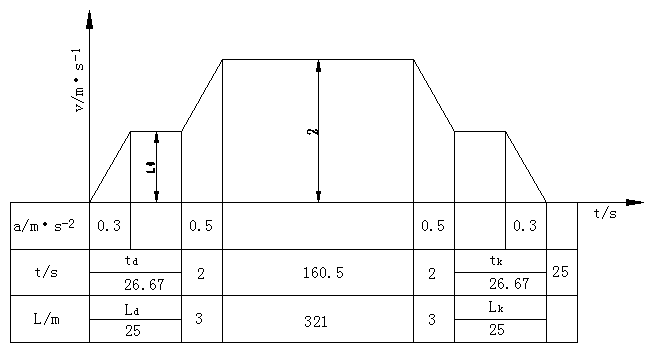 v/m·s⁻¹
2
t/s
a/m·s⁻² 0.3 0.5 0.5 0.3
t/s td 26.67 2 160.5 2 tk 26.67 25
L/m Ld 25 3 321 3 Lk 25